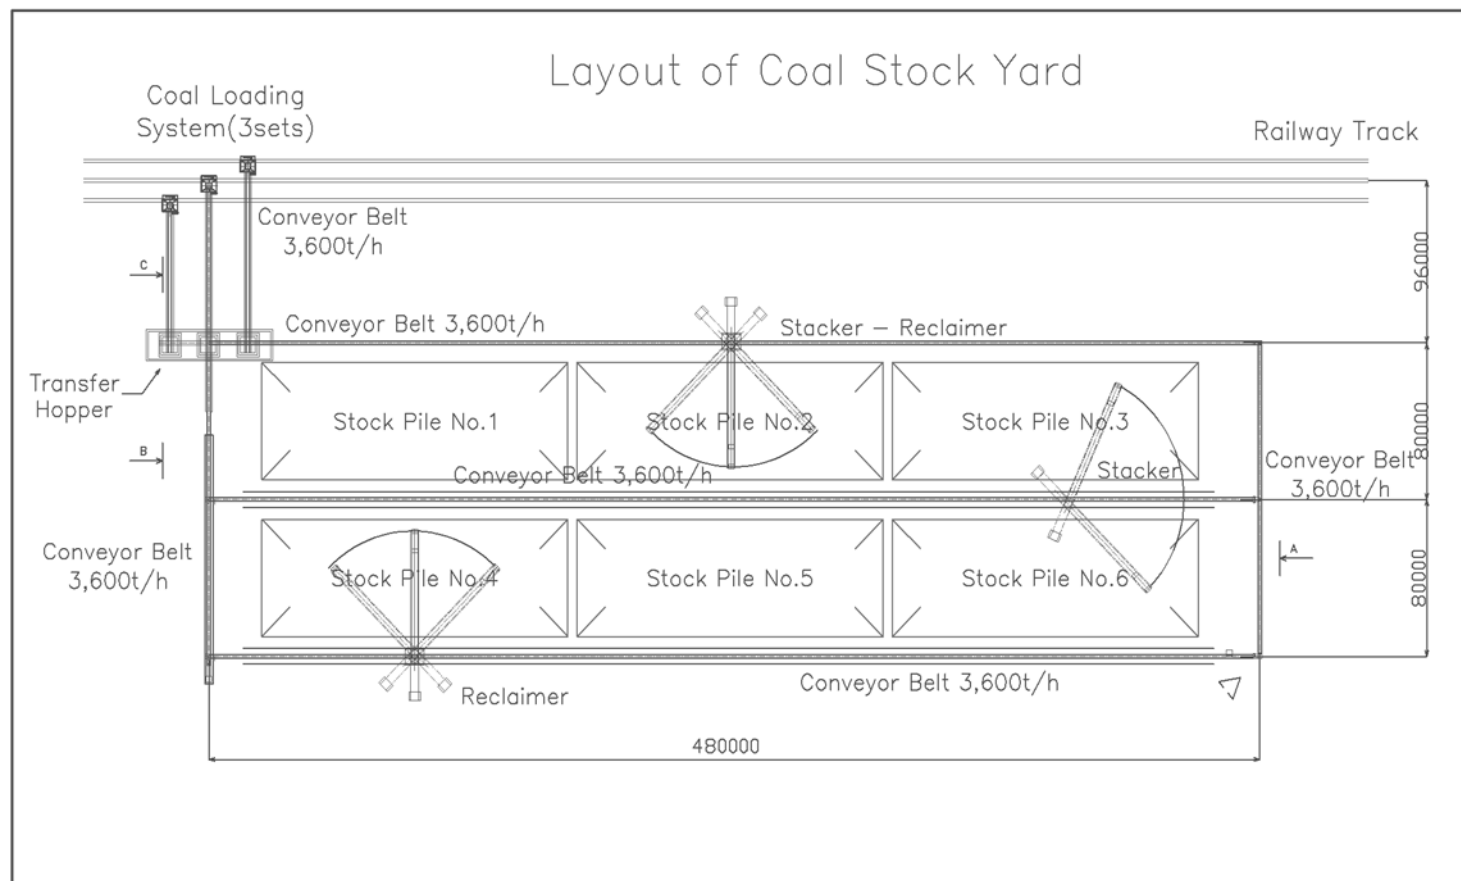 Layout of Coal Stock Yard
Coal Loading
System(3sets)
Railway Track
Conveyor Belt
3,600t/h
C
96000
Conveyor Belt 3,600t/h
Stacker - Reclaimer
Transfer
Hopper
Stock Pile No.1
Stock Pile No.2
Stock Pile No.3
80000
B
Conveyor Belt 3,600t/h
Stacker
Conveyor Belt
3,600t/h
Conveyor Belt
3,600t/h
Stock Pile No.4
Stock Pile No.5
Stock Pile No.6
A
80000
Reclaimer
Conveyor Belt 3,600t/h
480000